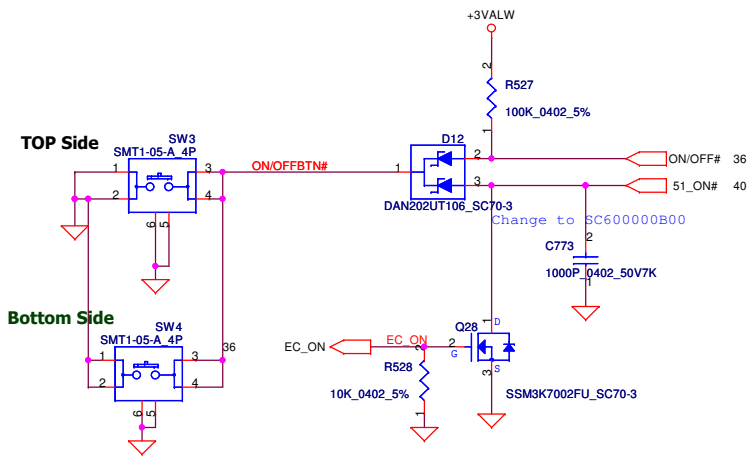 +3VALW
2
R527
100K_0402_5%
1
TOP Side
SW3
SMT1-05-A_4P
1
2
3
4
6
5
ON/OFFBTN#
D12
1
2
3
DAN202UT106_SC70-3
ON/OFF# 36
51_ON# 40
Change to SC600000B00
C773
2
1000P_0402_50V7K
1
Bottom Side
SW4
SMT1-05-A_4P
36
1
2
3
4
6
5
EC_ON
EC_ON
2
R528
10K_0402_5%
1
Q28
1
D
2
G
3
S
SSM3K7002FU_SC70-3